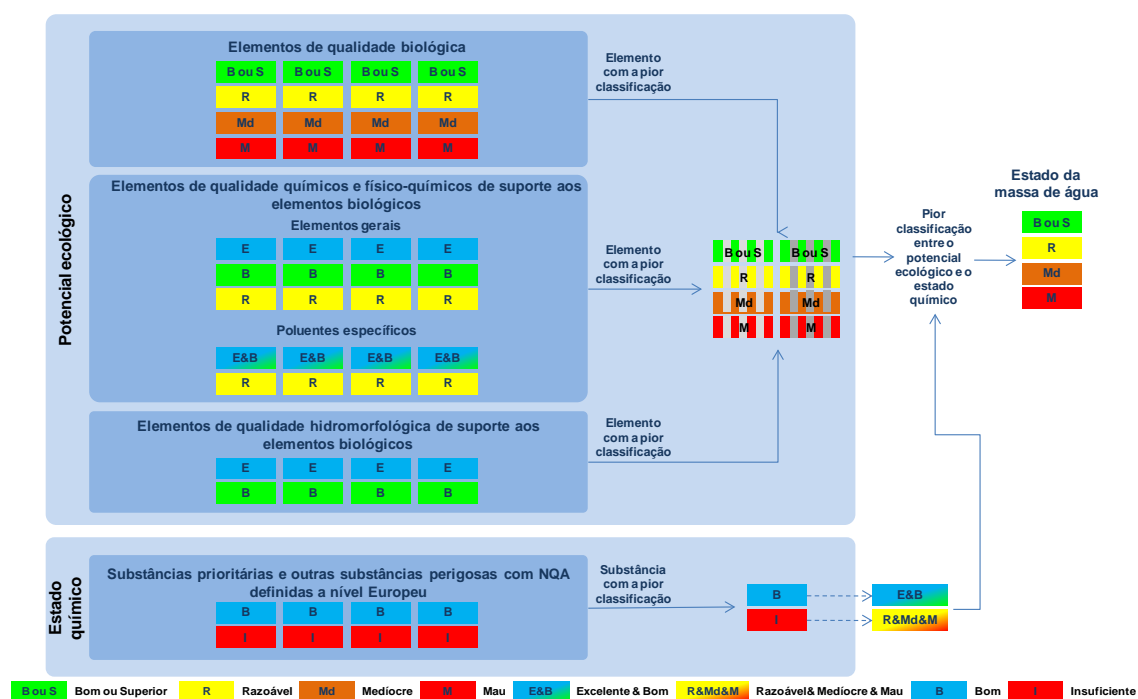 Potencial ecológico
Elementos de qualidade biológica
B ou S B ou S B ou S B ou S
R R R R
Md Md Md Md
M M M M
Elemento
com a pior
classificação
Elementos de qualidade químicos e físico-químicos de suporte aos
elementos biológicos
Elementos gerais
E E E E
B B B B
R R R R
Poluentes específicos
E&B E&B E&B E&B
R R R R
Elemento
com a pior
classificação
Elementos de qualidade hidromorfológica de suporte aos
elementos biológicos
E E E E
B B B B
Elemento
com a pior
classificação
B ou S B ou S
R R
Md Md
M M
Pior
classificação
entre o
potencial
ecológico e o
estado
químico
Estado da
massa de água
B ou S
R
Md
M
Estado
químico
Substâncias prioritárias e outras substâncias perigosas com NQA
definidas a nível Europeu
B B B B
I I I I
Substância
com a pior
classificação
B E&B
I R&Md&M
B ou S Bom ou Superior R Razoável Md Medíocre M Mau E&B Excelente & Bom R&Md&M Razoável& Medíocre & Mau B Bom I Insuficiente